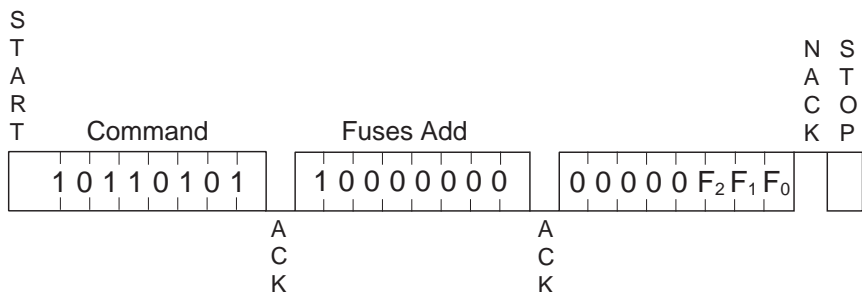 START
NACK
STOP
Command
Fuses Add
10110101
10000000
00000F₂F₁F₀
ACK
ACK